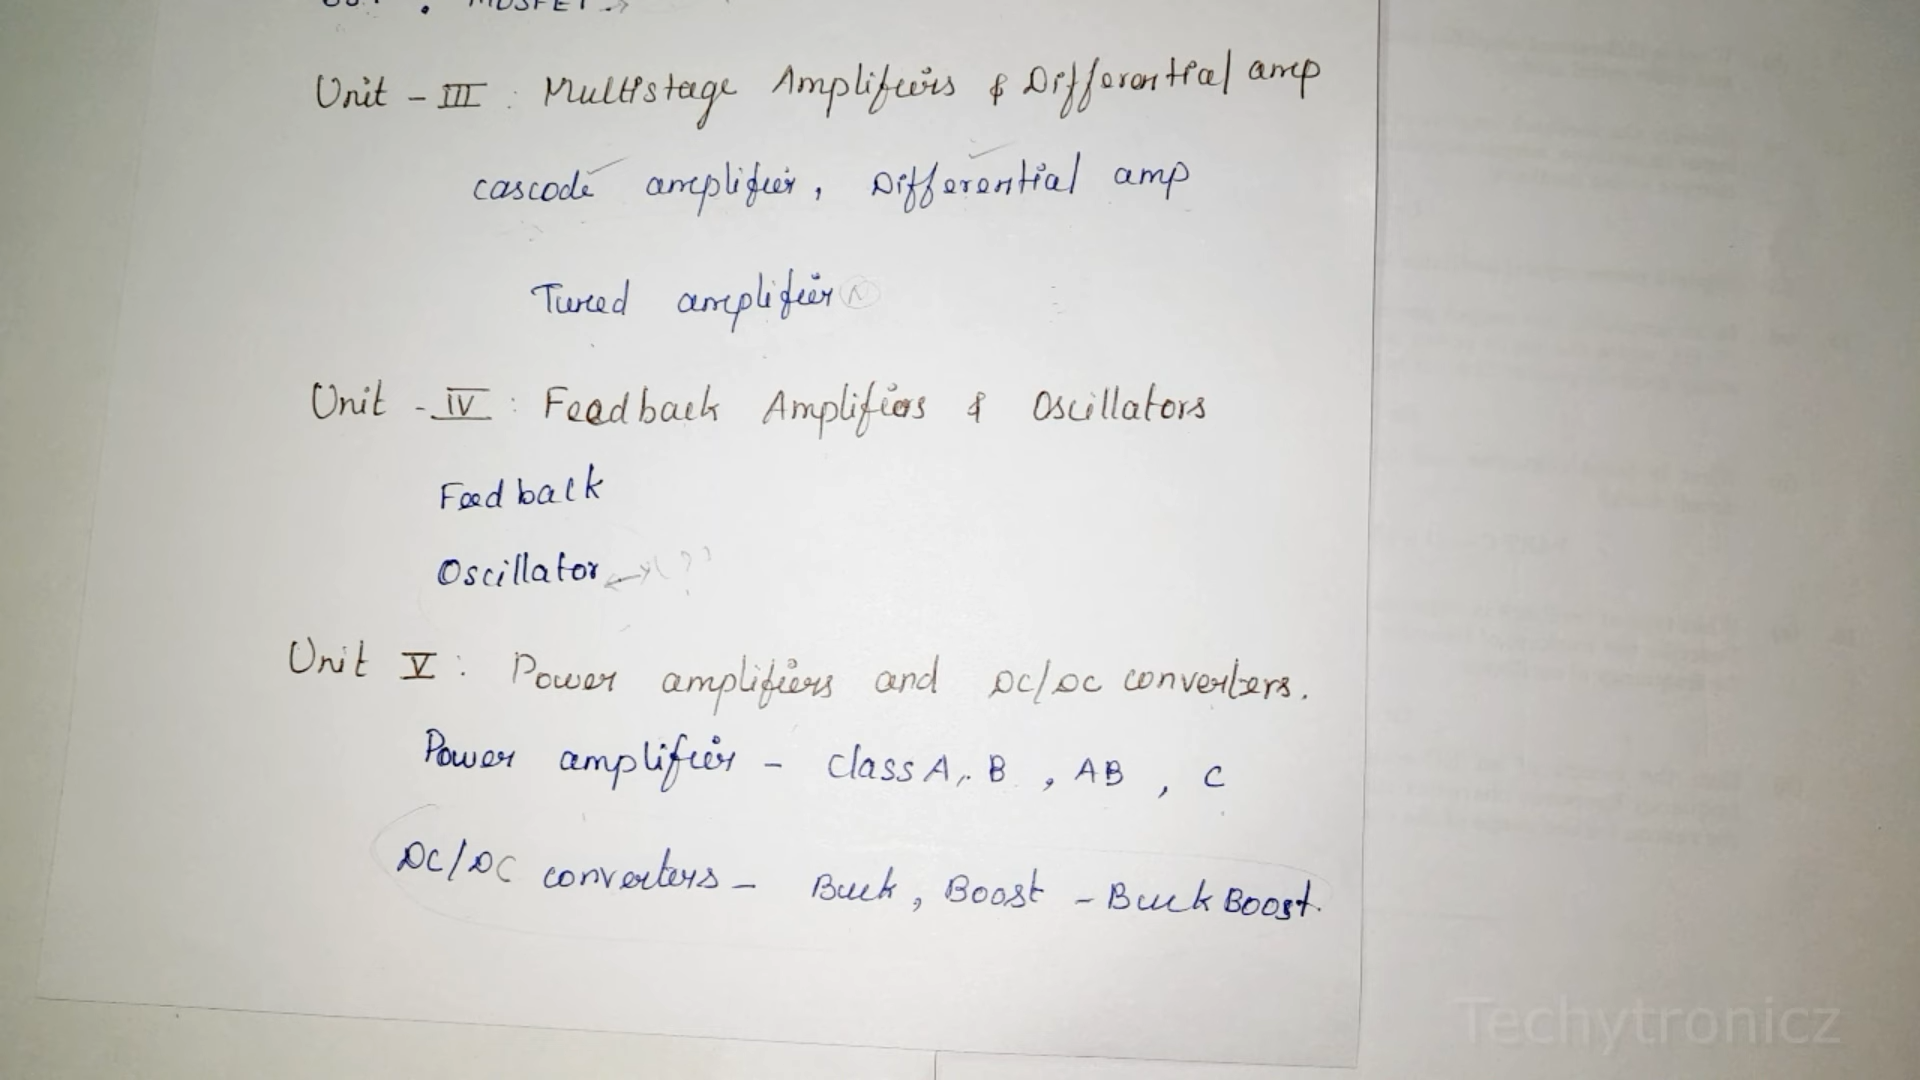 MOSFET →
Unit - III : Multistage Amplifiers & Differential amp
cascode amplifier, Differential amp
Tuned amplifier
Unit - IV : Feedback Amplifiers & Oscillators
Feedback
Oscillator
Unit V : Power amplifiers and DC/DC converters.
Power amplifier - Class A, B, AB, C
DC/DC converters - Buck, Boost - Buck Boost.
Techytronicz